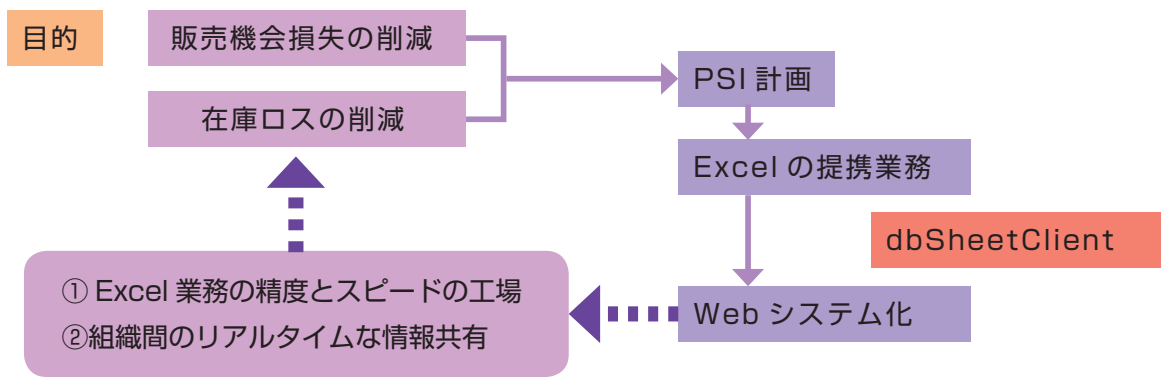 目的
販売機会損失の削減
在庫ロスの削減
PSI 計画
Excel の提携業務
dbSheetClient
Web システム化
① Excel 業務の精度とスピードの工場
②組織間のリアルタイムな情報共有